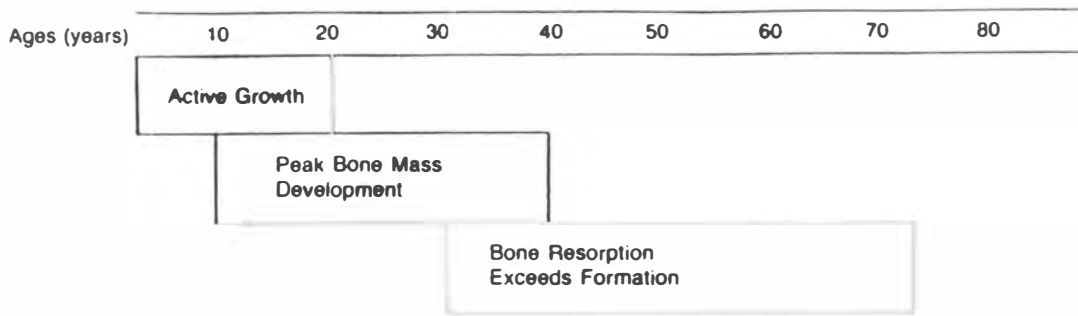 Ages (years) 10 20 30 40 50 60 70 80
Active Growth
Peak Bone Mass
Development
Bone Resorption
Exceeds Formation